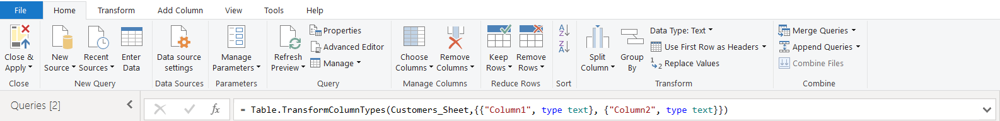 File Home Transform Add Column View Tools Help
Close & Apply
New Source
Recent Sources
Enter Data
Data source settings
Manage Parameters
Refresh Preview
Properties
Advanced Editor
Manage
Choose Columns
Remove Columns
Keep Rows
Remove Rows
A Z
Z A
Split Column
Group By
Data Type: Text
Use First Row as Headers
1 2 Replace Values
Merge Queries
Append Queries
Combine Files
Close New Query Data Sources Parameters Query Manage Columns Reduce Rows Sort Transform Combine
Queries [2]
fx = Table.TransformColumnTypes(Customers_Sheet,{{"Column1", type text}, {"Column2", type text}})